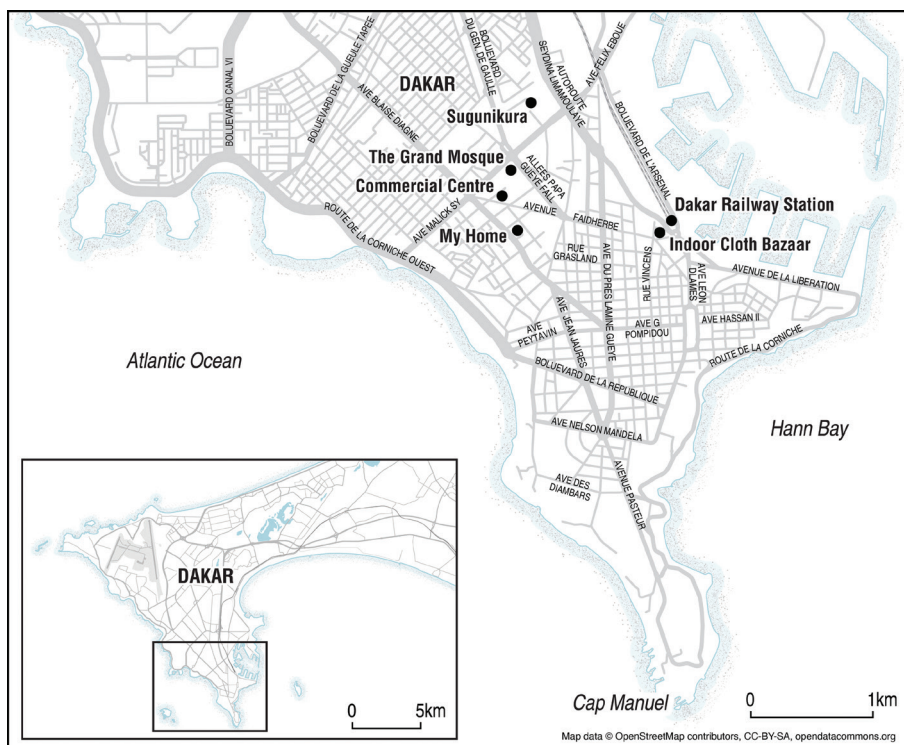 BOLUEVARD CANAL VI
BOLUEVARD DE LA GUEULE TAPEE
BOLUEVARD
DU GEN. DE GAULLE
AUTOROUTE
SEYDINA LIMAMOULAYE
AVE FELIX EBOUE
DAKAR
AVE BLAISE DIAGNE
Sugunikura
BOLUEVARD DE L'ARSENAL
The Grand Mosque
ALLEES PAPA
GUEYE FALL
Commercial Centre
AVENUE
FAIDHERBE
Dakar Railway Station
AVE MALICK SY
My Home
Indoor Cloth Bazaar
ROUTE DE LA CORNICHE OUEST
RUE
GRASLAND
AVE DU PRES LAMINE GUEYE
RUE VINCENS
AVE LEON
DLAMES
AVENUE DE LA LIBERATION
AVE
PEYTAVIN
AVE JEAN JAURES
AVE G
POMPIDOU
AVE HASSAN II
ROUTE DE LA CORNICHE
Atlantic Ocean
BOLUEVARD DE LA REPUBLIQUE
AVE NELSON MANDELA
Hann Bay
AVE DES
DIAMBARS
AVENUE PASTEUR
DAKAR
0 5km
Cap Manuel
0 1km
Map data © OpenStreetMap contributors, CC-BY-SA, opendatacommons.org